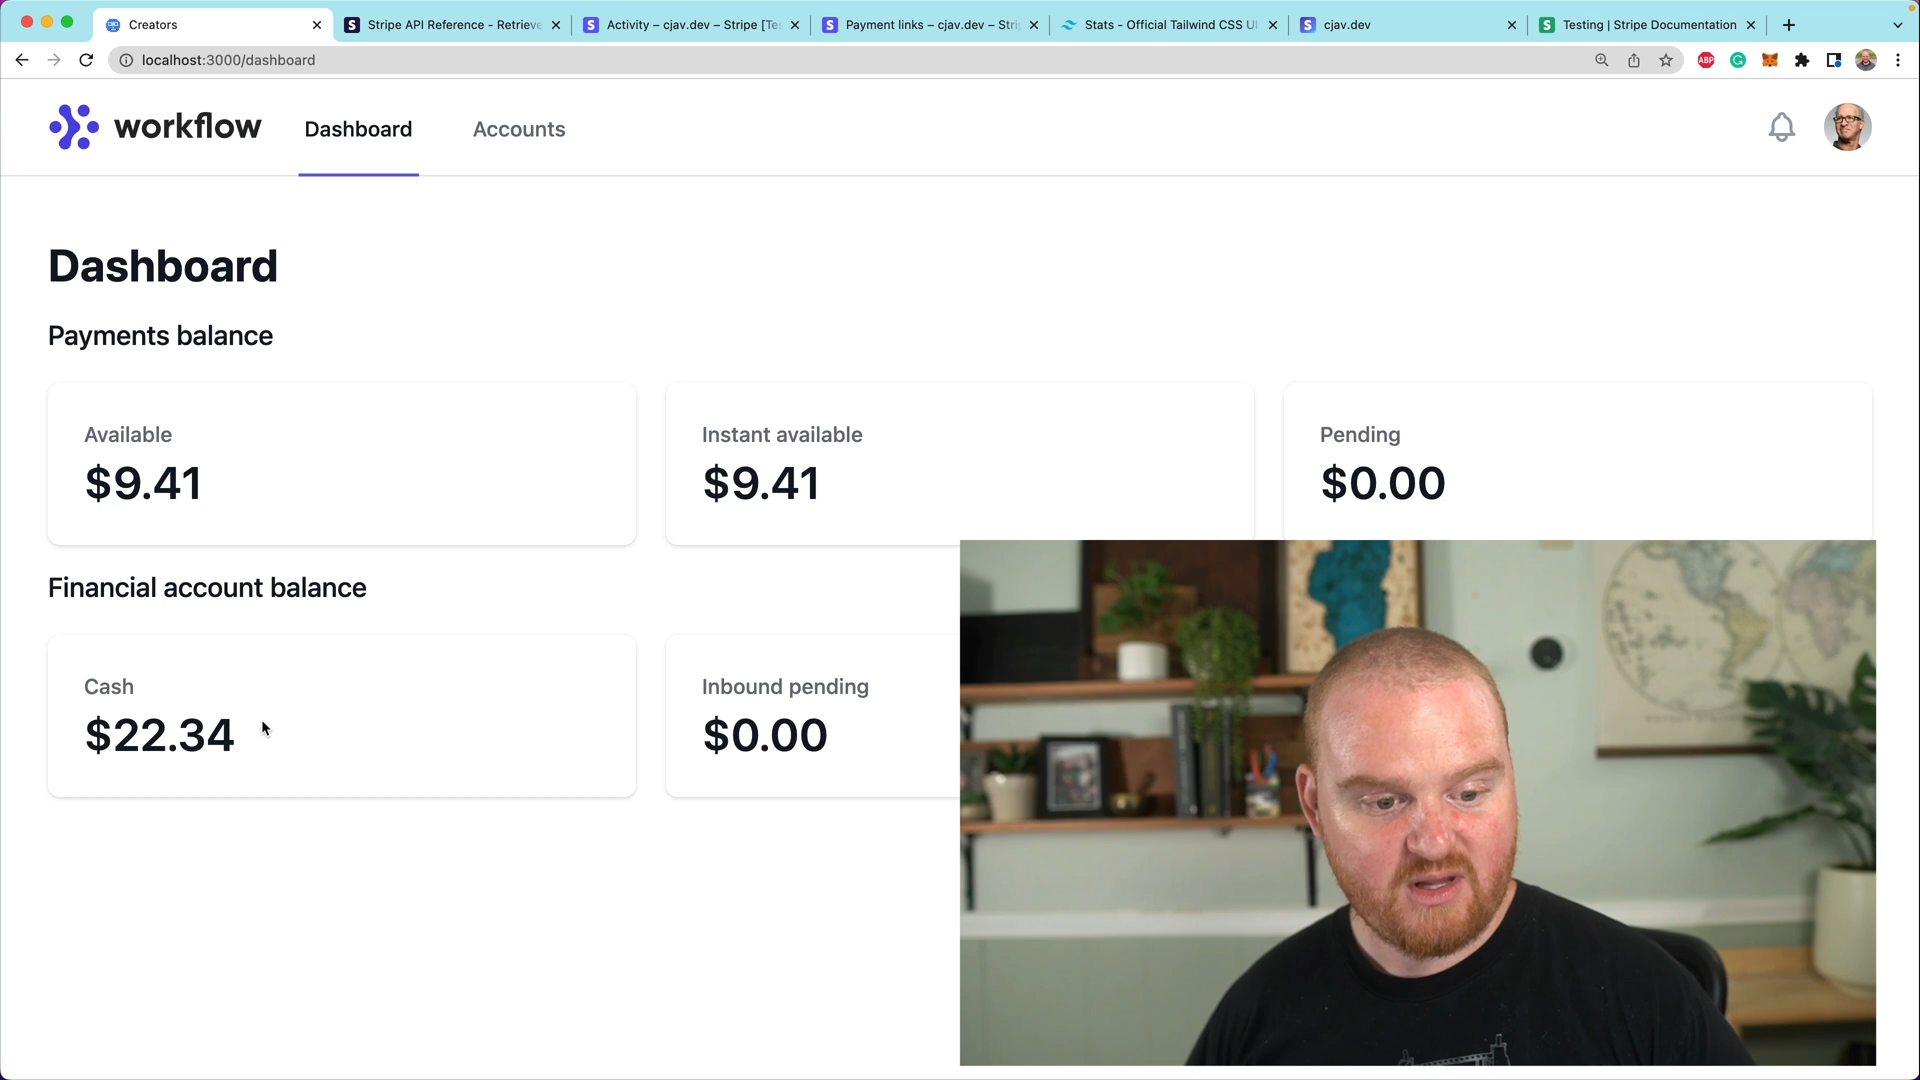 Creators
Stripe API Reference - Retrieve
Activity – cjav.dev – Stripe [Tes
Payment links – cjav.dev – Stri
Stats - Official Tailwind CSS UI
cjav.dev
Testing | Stripe Documentation
localhost:3000/dashboard
ABP
workflow
Dashboard
Accounts
Dashboard
Payments balance
Available
$9.41
Instant available
$9.41
Pending
$0.00
Financial account balance
Cash
$22.34
Inbound pending
$0.00